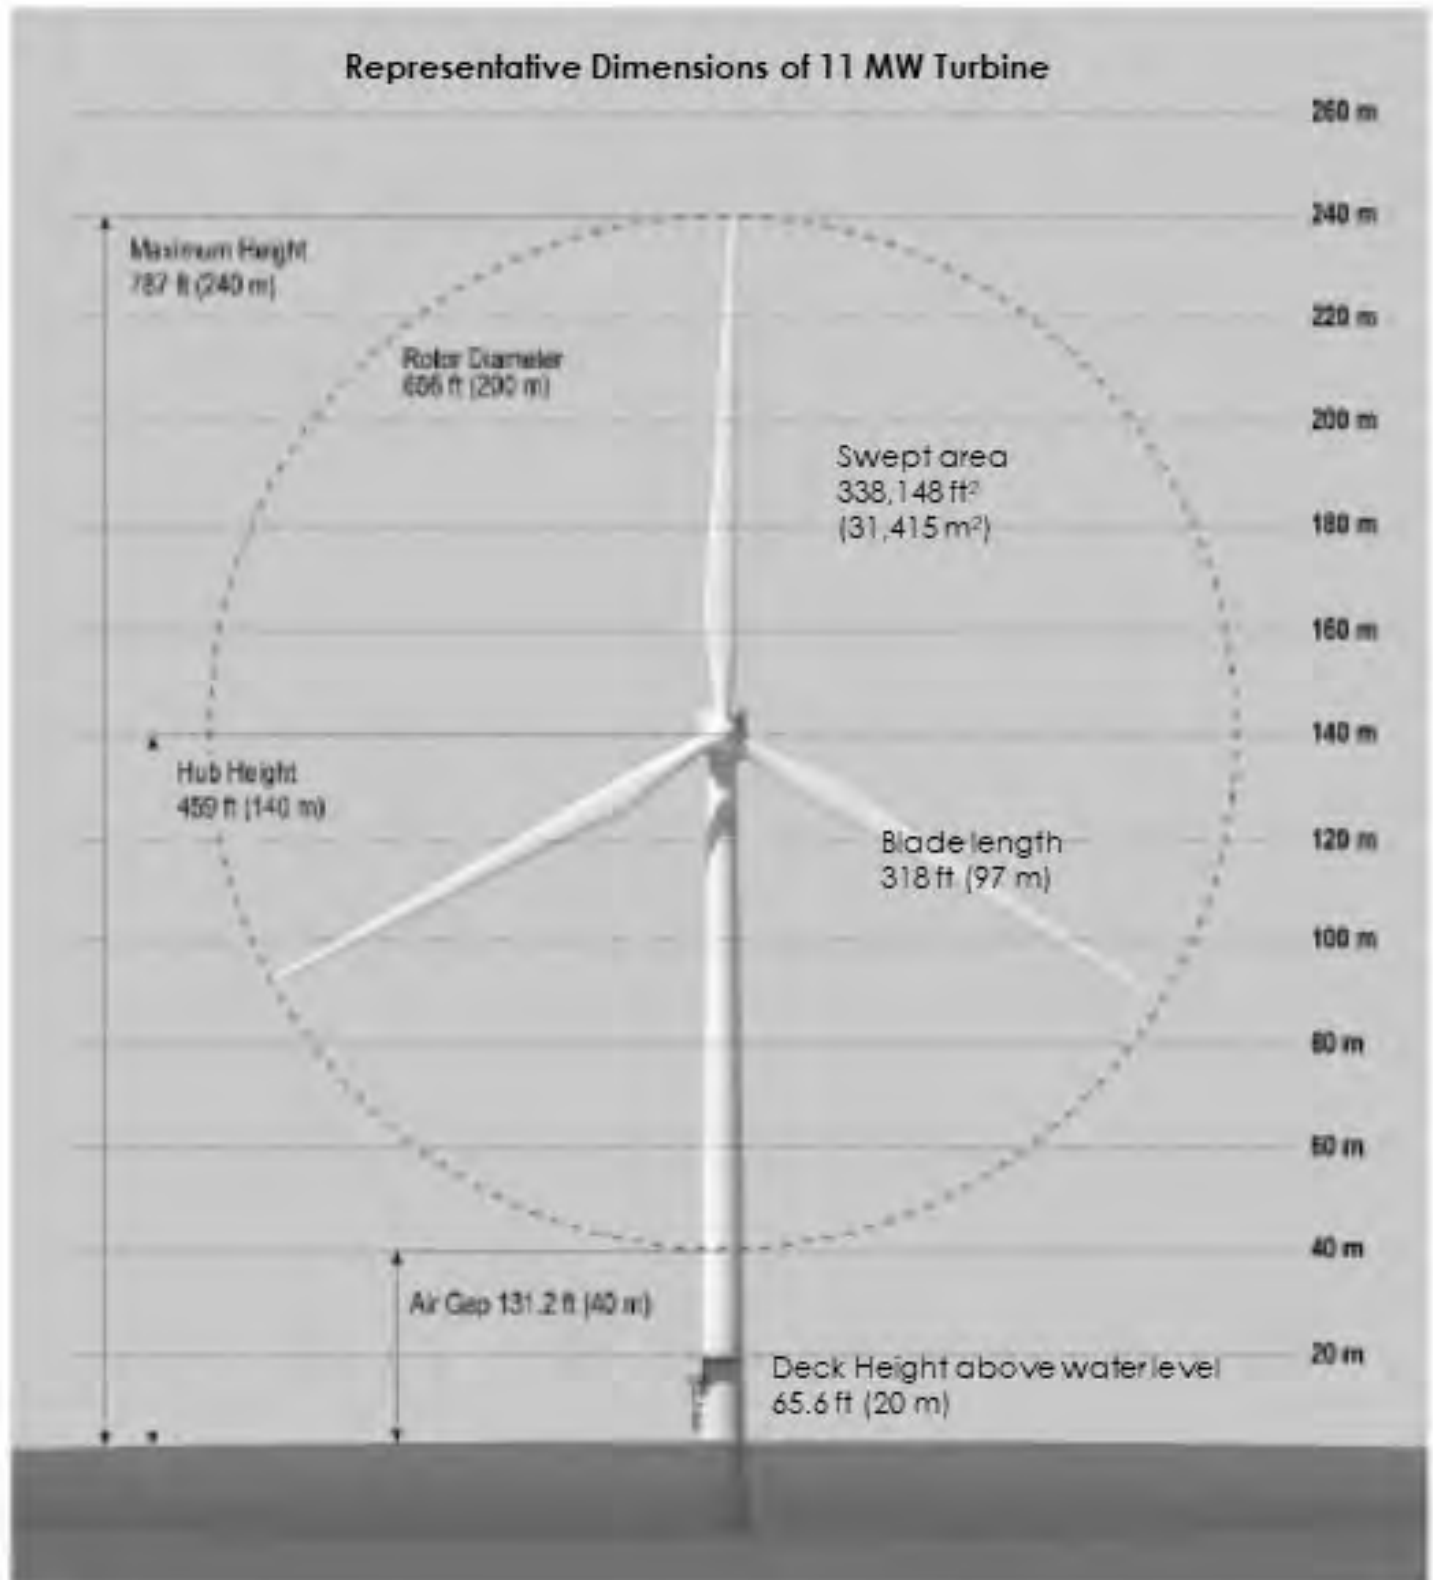 Representative Dimensions of 11 MW Turbine
260 m
240 m
Maximum Height
787 ft (240 m)
220 m
Rotor Diameter
656 ft (200 m)
200 m
Swept area
338,148 ft²
(31,415 m²)
180 m
160 m
140 m
Hub Height
459 ft (140 m)
120 m
Blade length
318 ft (97 m)
100 m
80 m
60 m
40 m
Air Gap 131.2 ft (40 m)
20 m
Deck Height above water level
65.6 ft (20 m)